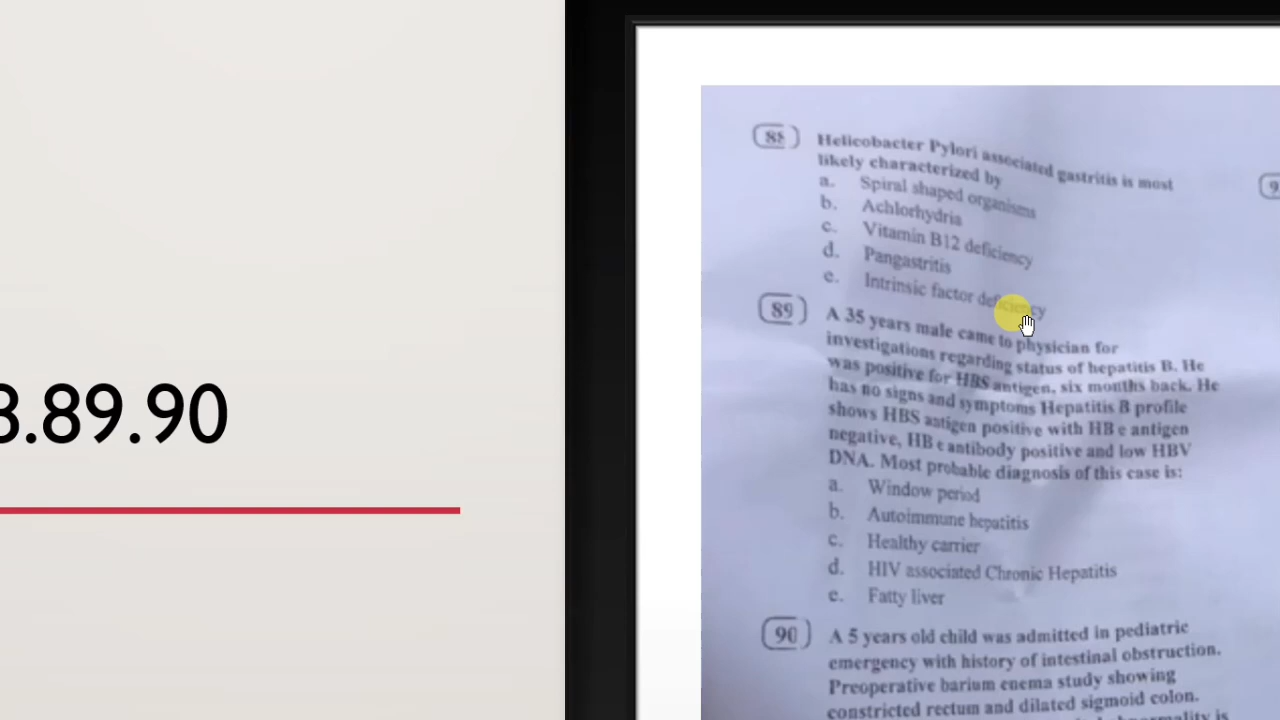 3.89.90
88
Helicobacter Pylori associated gastritis is most
likely characterized by
a. Spiral shaped organisms
b. Achlorhydria
c. Vitamin B12 deficiency
d. Pangastritis
e. Intrinsic factor deficiency
89
A 35 years male came to physician for
investigations regarding status of hepatitis B. He
was positive for HBS antigen, six months back. He
has no signs and symptoms Hepatitis B profile
shows HBS antigen positive with HB e antigen
negative, HB e antibody positive and low HBV
DNA. Most probable diagnosis of this case is:
a. Window period
b. Autoimmune hepatitis
c. Healthy carrier
d. HIV associated Chronic Hepatitis
e. Fatty liver
90
A 5 years old child was admitted in pediatric
emergency with history of intestinal obstruction.
Preoperative barium enema study showing
constricted rectum and dilated sigmoid colon.
9